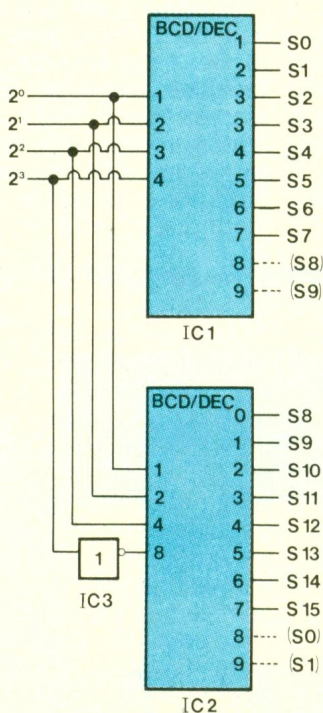 BCD/DEC
1 S0
2 S1
2⁰ 1 3 S2
2¹ 2 3 S3
2² 3 4 S4
2³ 4 5 S5
6 S6
7 S7
8 (S8)
9 (S9)
IC1
BCD/DEC
0 S8
1 S9
1 2 S10
2 3 S11
4 4 S12
1 8 5 S13
IC3
6 S14
7 S15
8 (S0)
9 (S1)
IC2